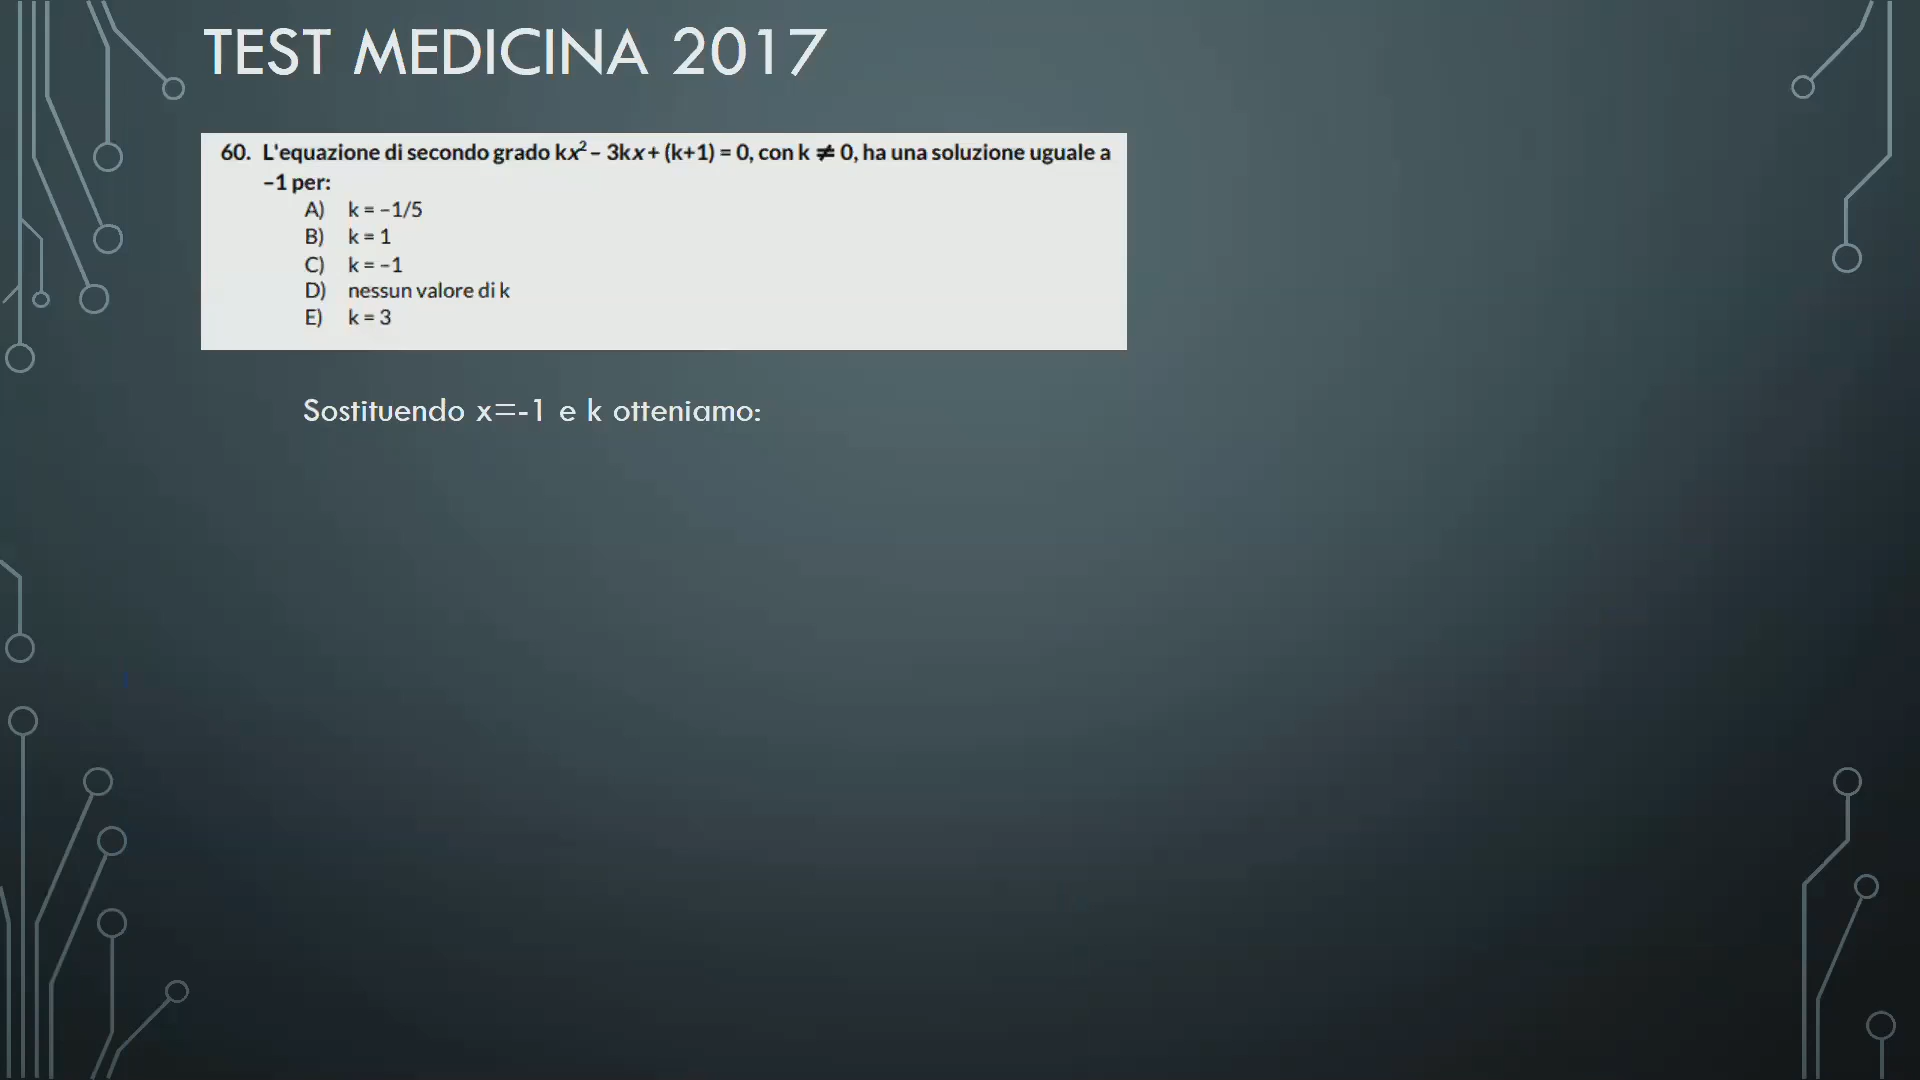 TEST MEDICINA 2017
60. L'equazione di secondo grado kx² – 3kx + (k+1) = 0, con k ≠ 0, ha una soluzione uguale a
–1 per:
A) k = –1/5
B) k = 1
C) k = –1
D) nessun valore di k
E) k = 3
Sostituendo x=-1 e k otteniamo: